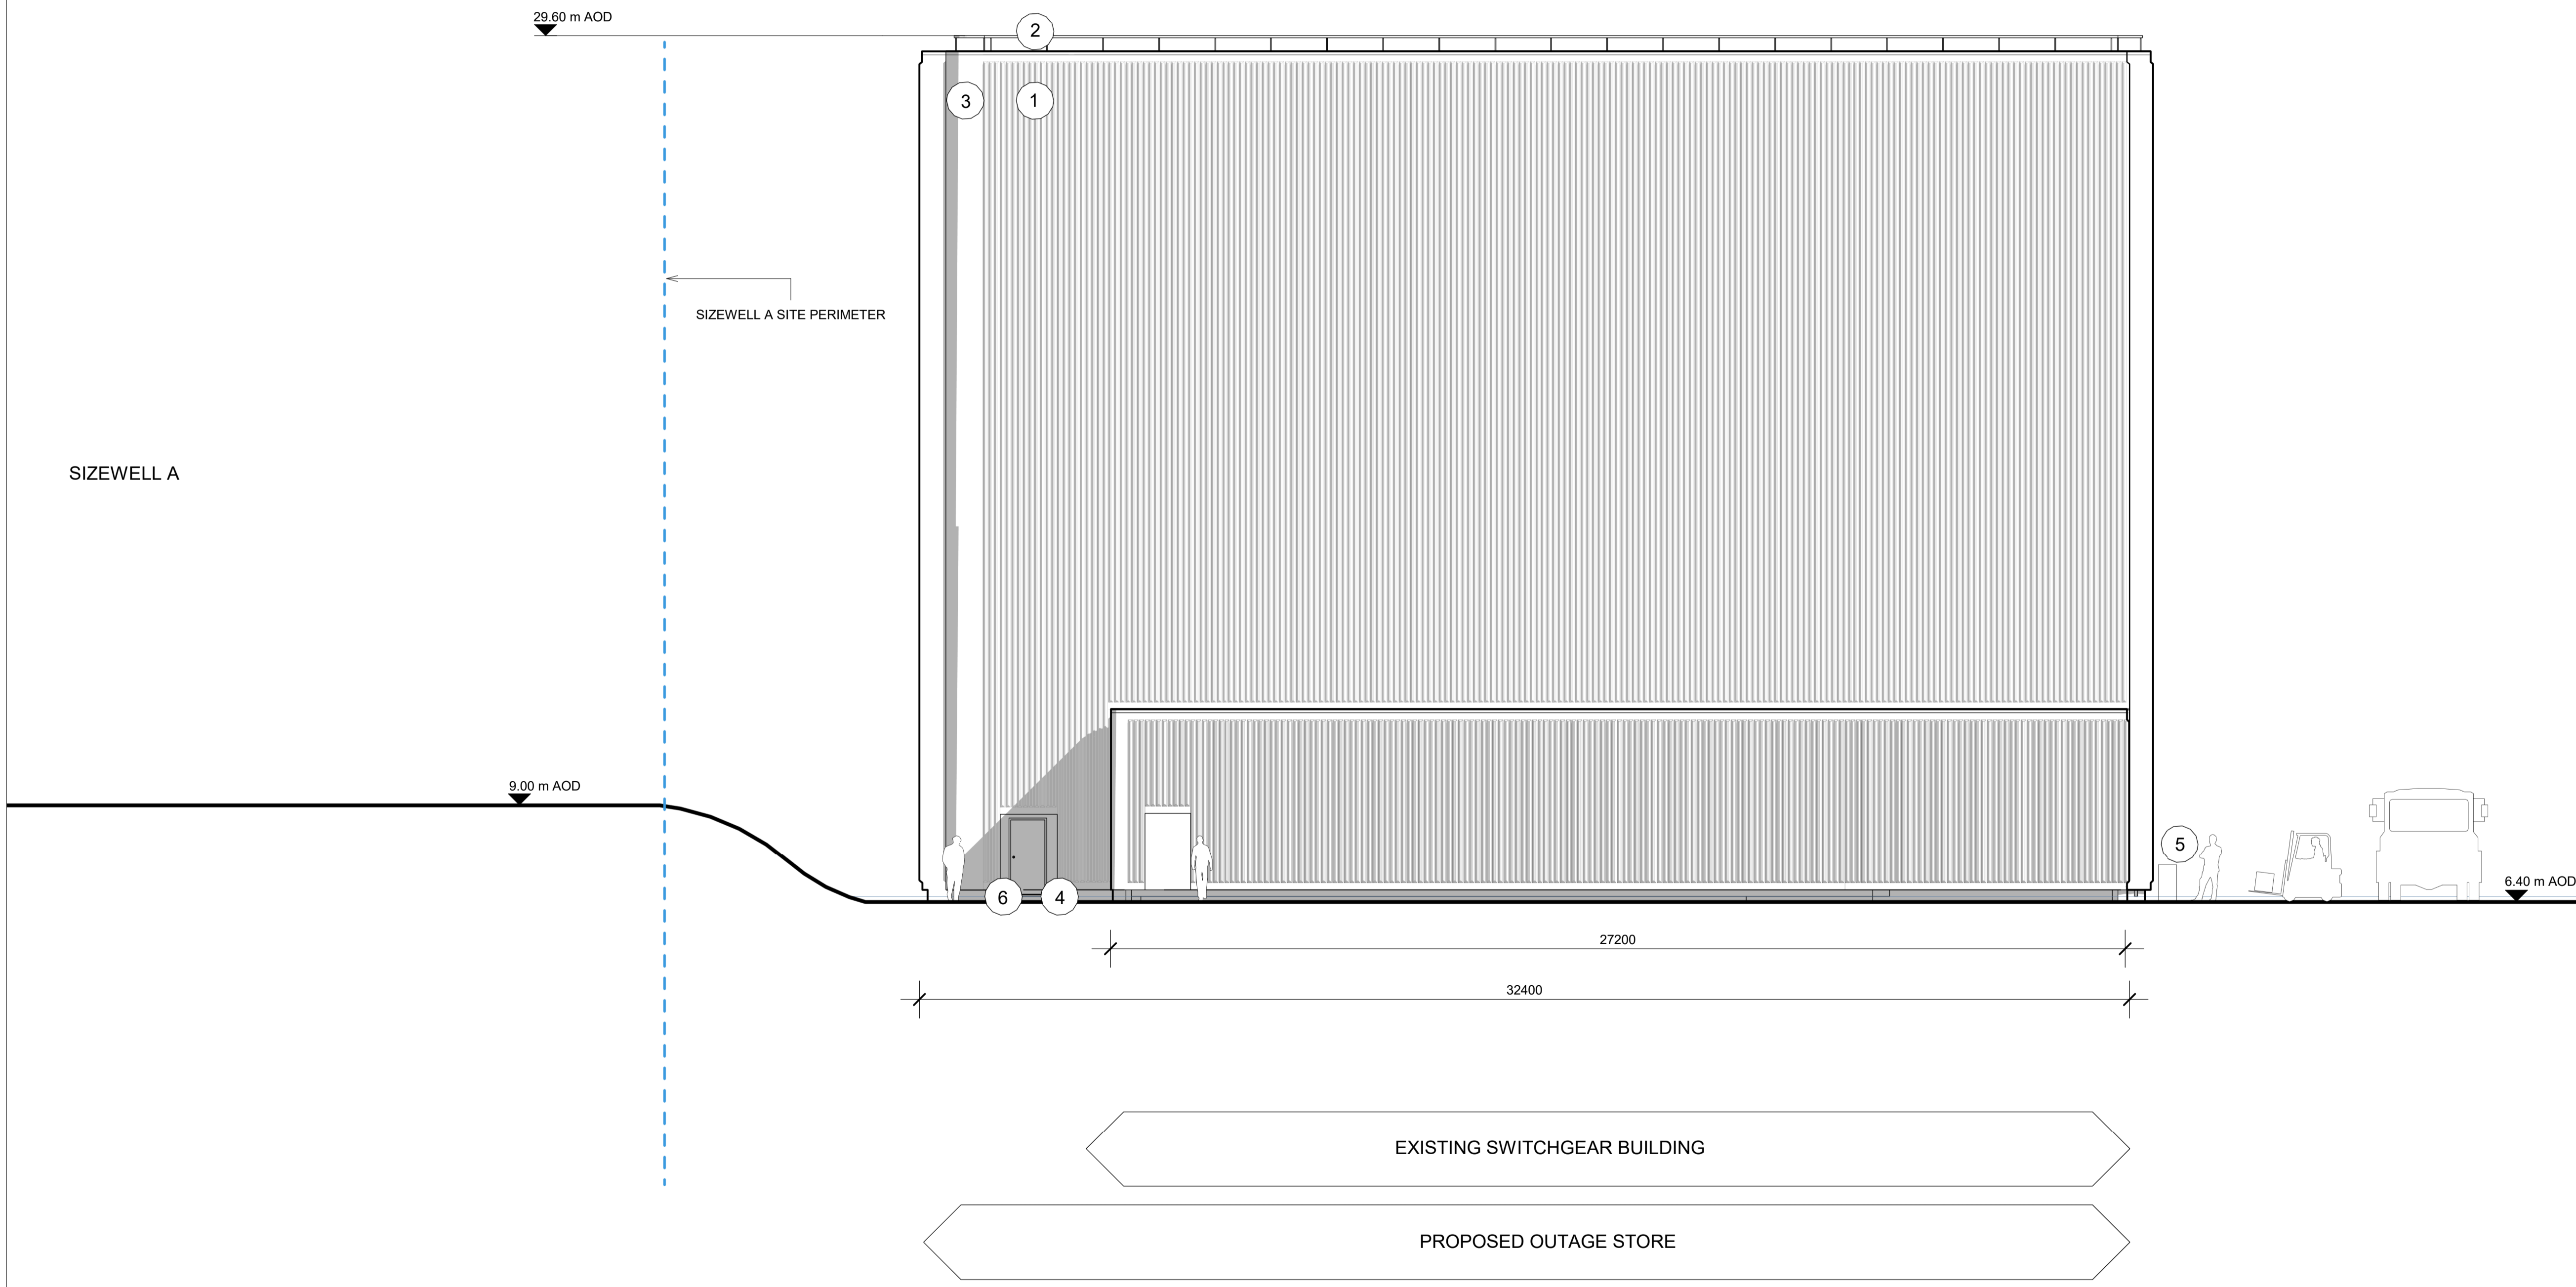 29.60 m AOD
2
3
1
SIZEWELL A SITE PERIMETER
SIZEWELL A
9.00 m AOD
5
6.40 m AOD
6
4
27200
32400
EXISTING SWITCHGEAR BUILDING
PROPOSED OUTAGE STORE